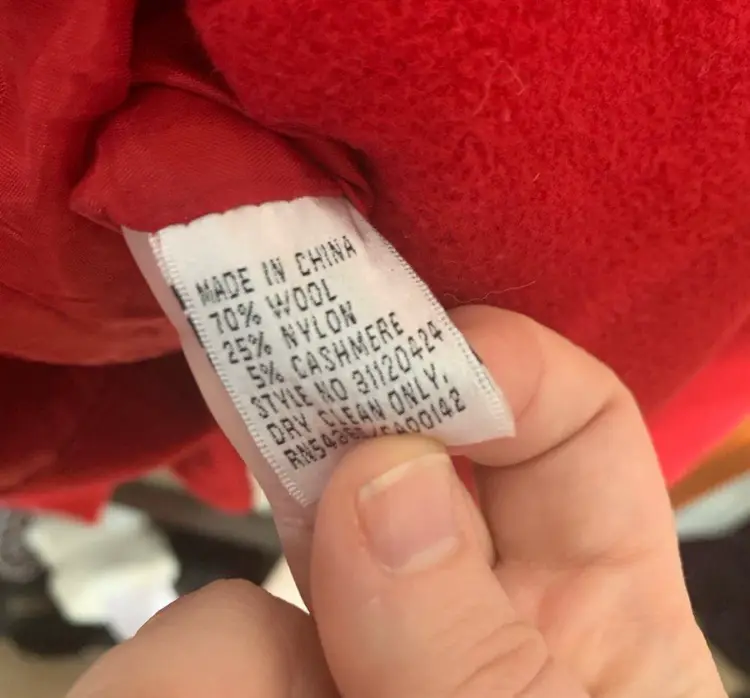 MADE IN CHINA
70% WOOL
25% NYLON
5% CASHMERE
STYLE NO 31120424
DRY CLEAN ONLY.